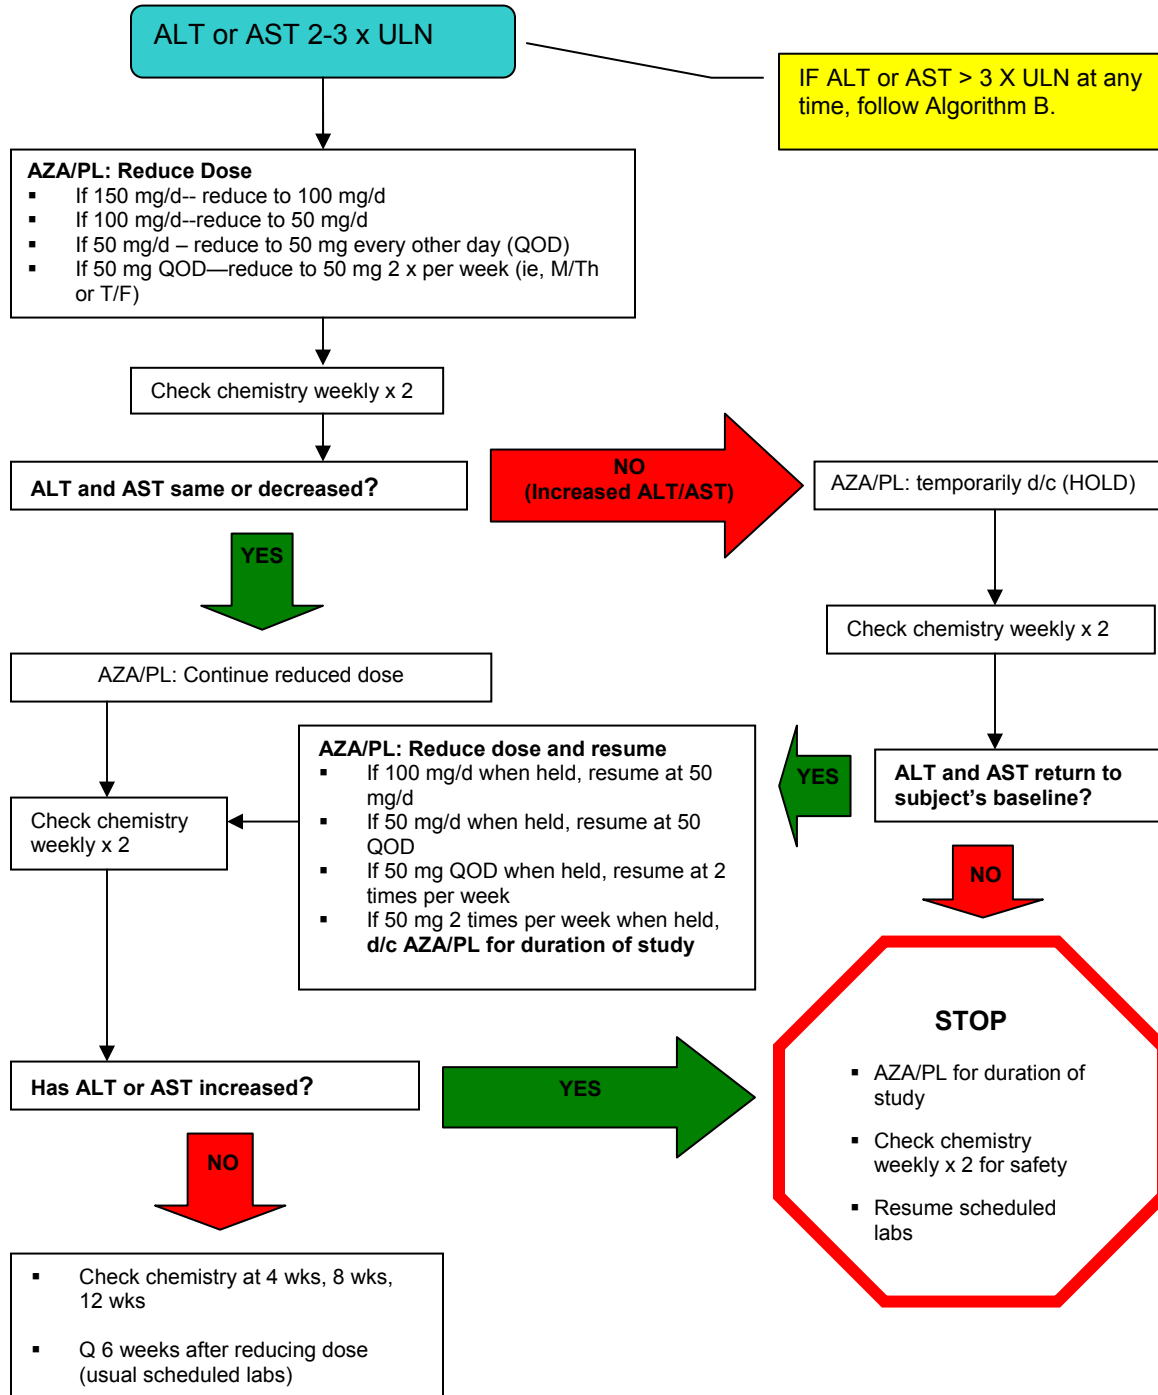 ALT or AST 2-3 x ULN
IF ALT or AST > 3 X ULN at any
time, follow Algorithm B.
AZA/PL: Reduce Dose
▪ If 150 mg/d-- reduce to 100 mg/d
▪ If 100 mg/d--reduce to 50 mg/d
▪ If 50 mg/d – reduce to 50 mg every other day (QOD)
▪ If 50 mg QOD—reduce to 50 mg 2 x per week (ie, M/Th
or T/F)
Check chemistry weekly x 2
ALT and AST same or decreased?
NO
(Increased ALT/AST)
AZA/PL: temporarily d/c (HOLD)
YES
Check chemistry weekly x 2
AZA/PL: Continue reduced dose
ALT and AST return to
subject’s baseline?
YES
AZA/PL: Reduce dose and resume
▪ If 100 mg/d when held, resume at 50
mg/d
▪ If 50 mg/d when held, resume at 50
QOD
▪ If 50 mg QOD when held, resume at 2
times per week
▪ If 50 mg 2 times per week when held,
d/c AZA/PL for duration of study
Check chemistry
weekly x 2
NO
STOP
▪ AZA/PL for duration of
study
▪ Check chemistry
weekly x 2 for safety
▪ Resume scheduled
labs
Has ALT or AST increased?
YES
NO
▪ Check chemistry at 4 wks, 8 wks,
12 wks
▪ Q 6 weeks after reducing dose
(usual scheduled labs)